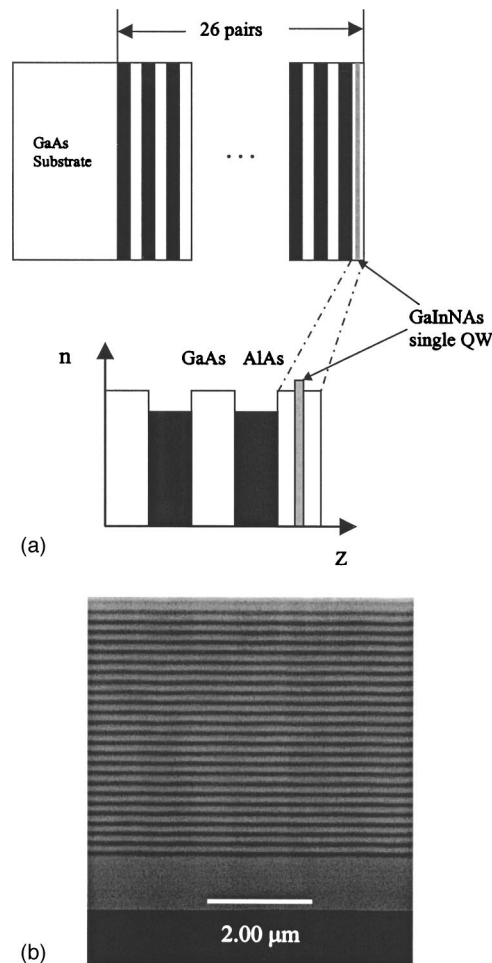 26 pairs
GaAs
Substrate
...
GaInNAs
single QW
n
GaAs AlAs
(a)
Z
2.00 μm
(b)